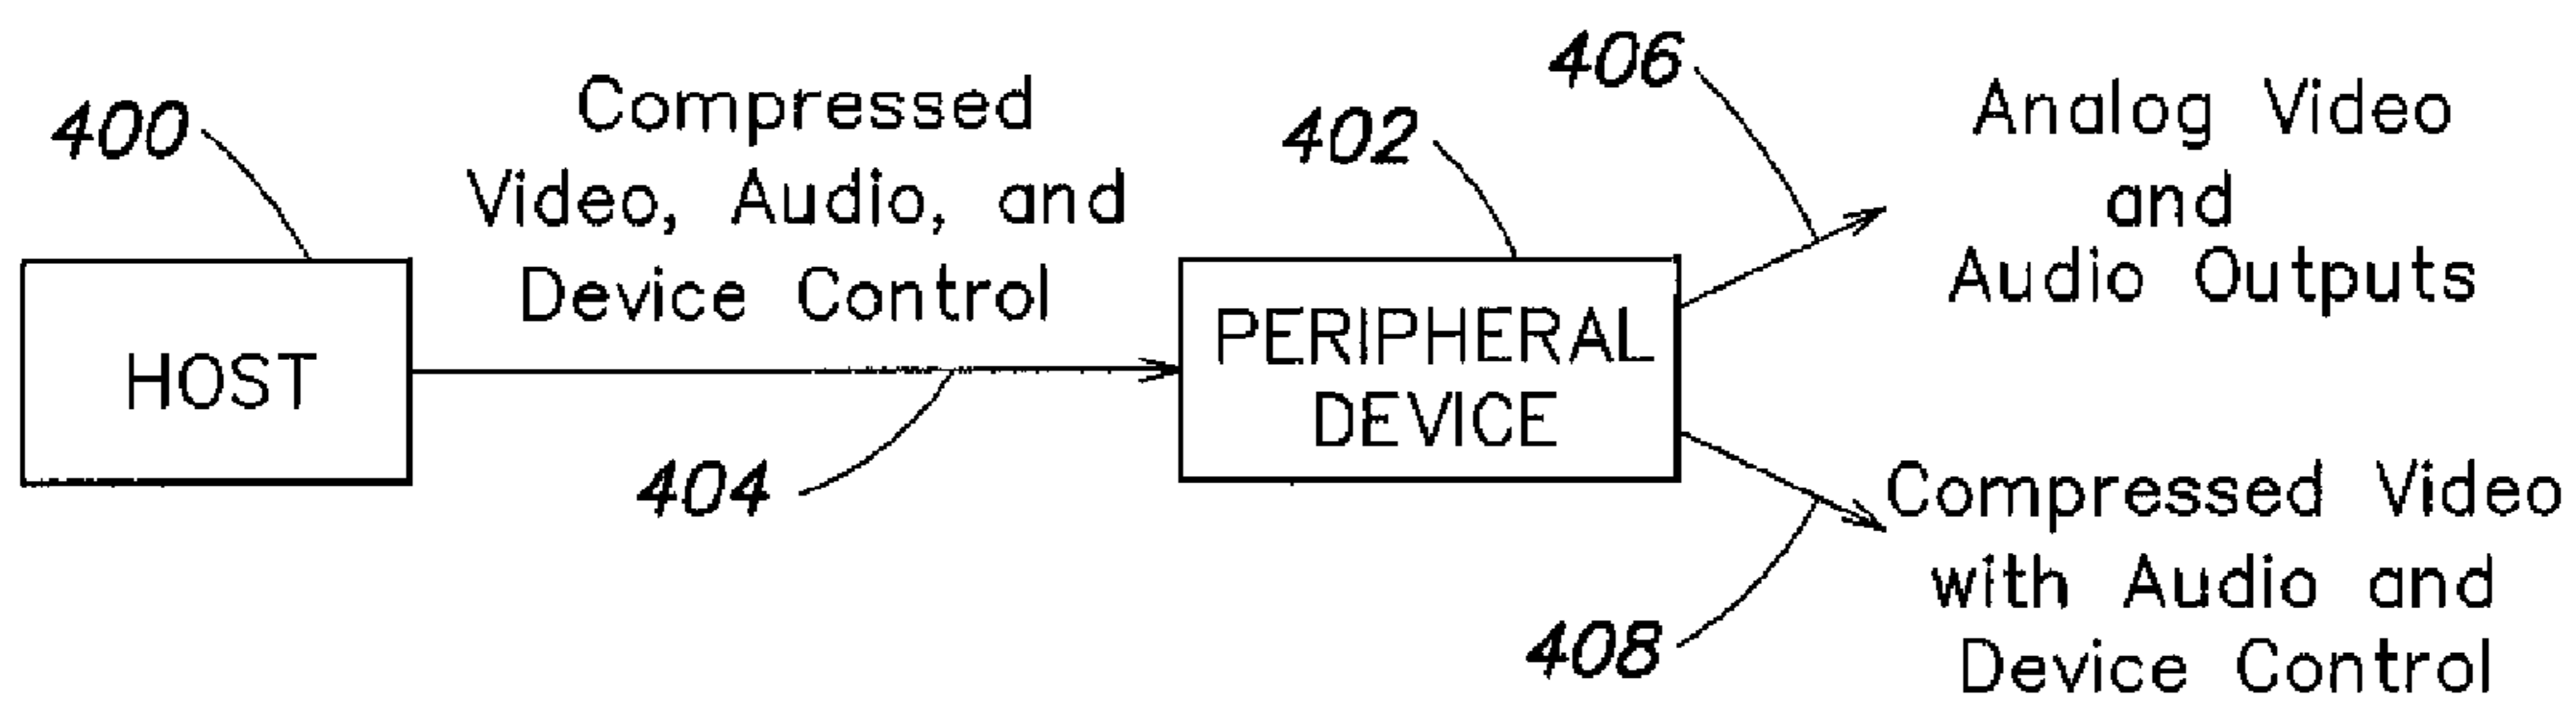 400
Compressed
Video, Audio, and
Device Control
HOST
404
402
PERIPHERAL
DEVICE
406
Analog Video
and
Audio Outputs
408
Compressed Video
with Audio and
Device Control